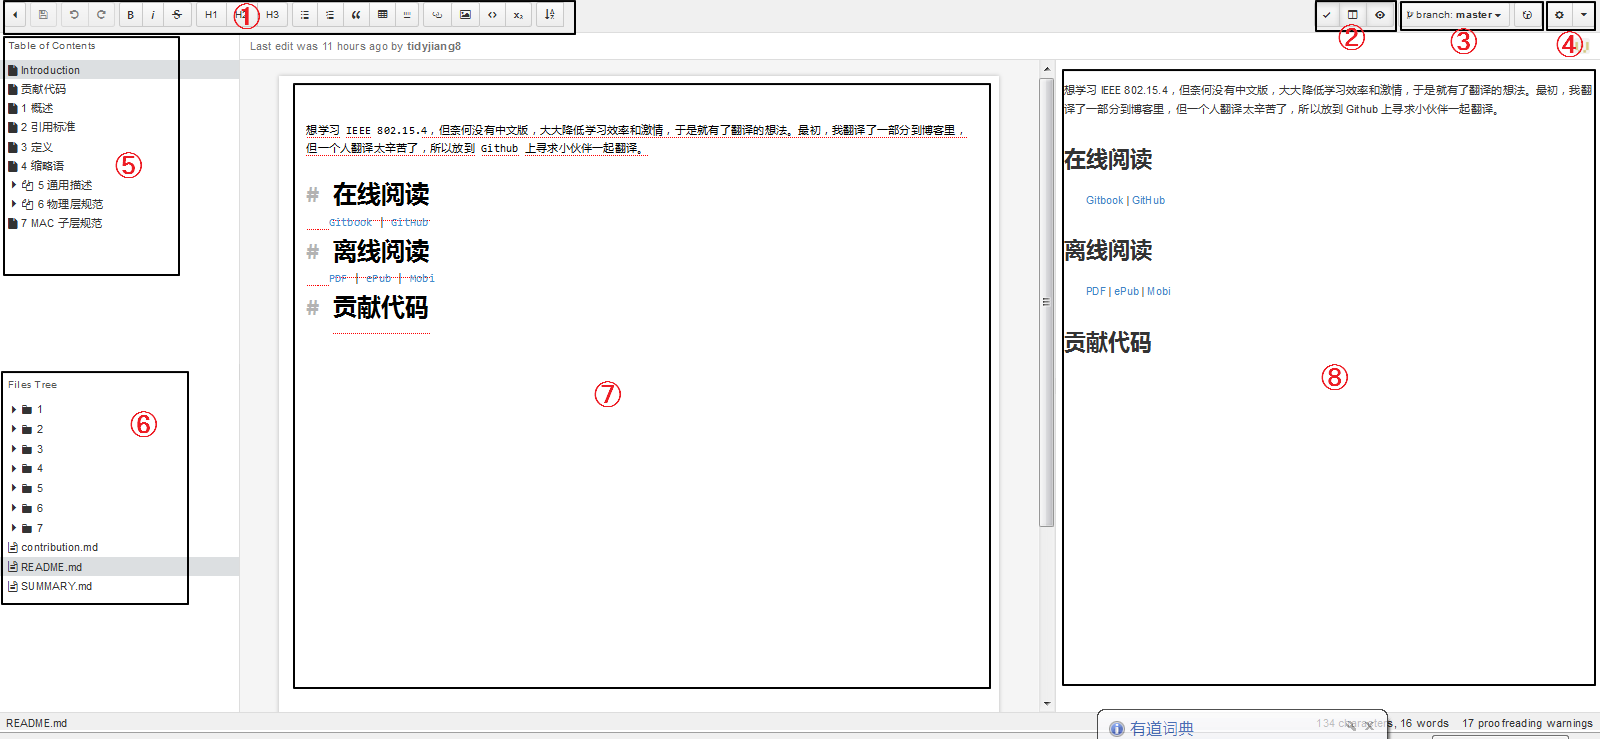 B i S H1 H2 H3
①
②
branch: master
③
④
Table of Contents
Introduction
贡献代码
1 概述
2 引用标准
3 定义
4 缩略语
5 通用描述
6 物理层规范
7 MAC 子层规范
⑤
Files Tree
1
2
3
4
5
6
7
contribution.md
README.md
SUMMARY.md
⑥
Last edit was 11 hours ago by tidyjiang8
想学习 IEEE 802.15.4，但奈何没有中文版，大大降低学习效率和激情，于是就有了翻译的想法。最初，我翻译了一部分到博客里，
但一个人翻译太辛苦了，所以放到 Github 上寻求小伙伴一起翻译。
# 在线阅读
Gitbook | GitHub
# 离线阅读
PDF | ePub | Mobi
# 贡献代码
⑦
想学习 IEEE 802.15.4，但奈何没有中文版，大大降低学习效率和激情，于是就有了翻译的想法。最初，我翻
译了一部分到博客里，但一个人翻译太辛苦了，所以放到 Github 上寻求小伙伴一起翻译。
在线阅读
Gitbook | GitHub
离线阅读
PDF | ePub | Mobi
贡献代码
⑧
README.md
有道词典
134 characters, 16 words
17 proofreading warnings